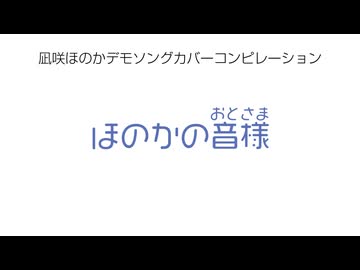 凪咲ほのかデモソングカバーコンピレーション
おとさま
ほのかの音様